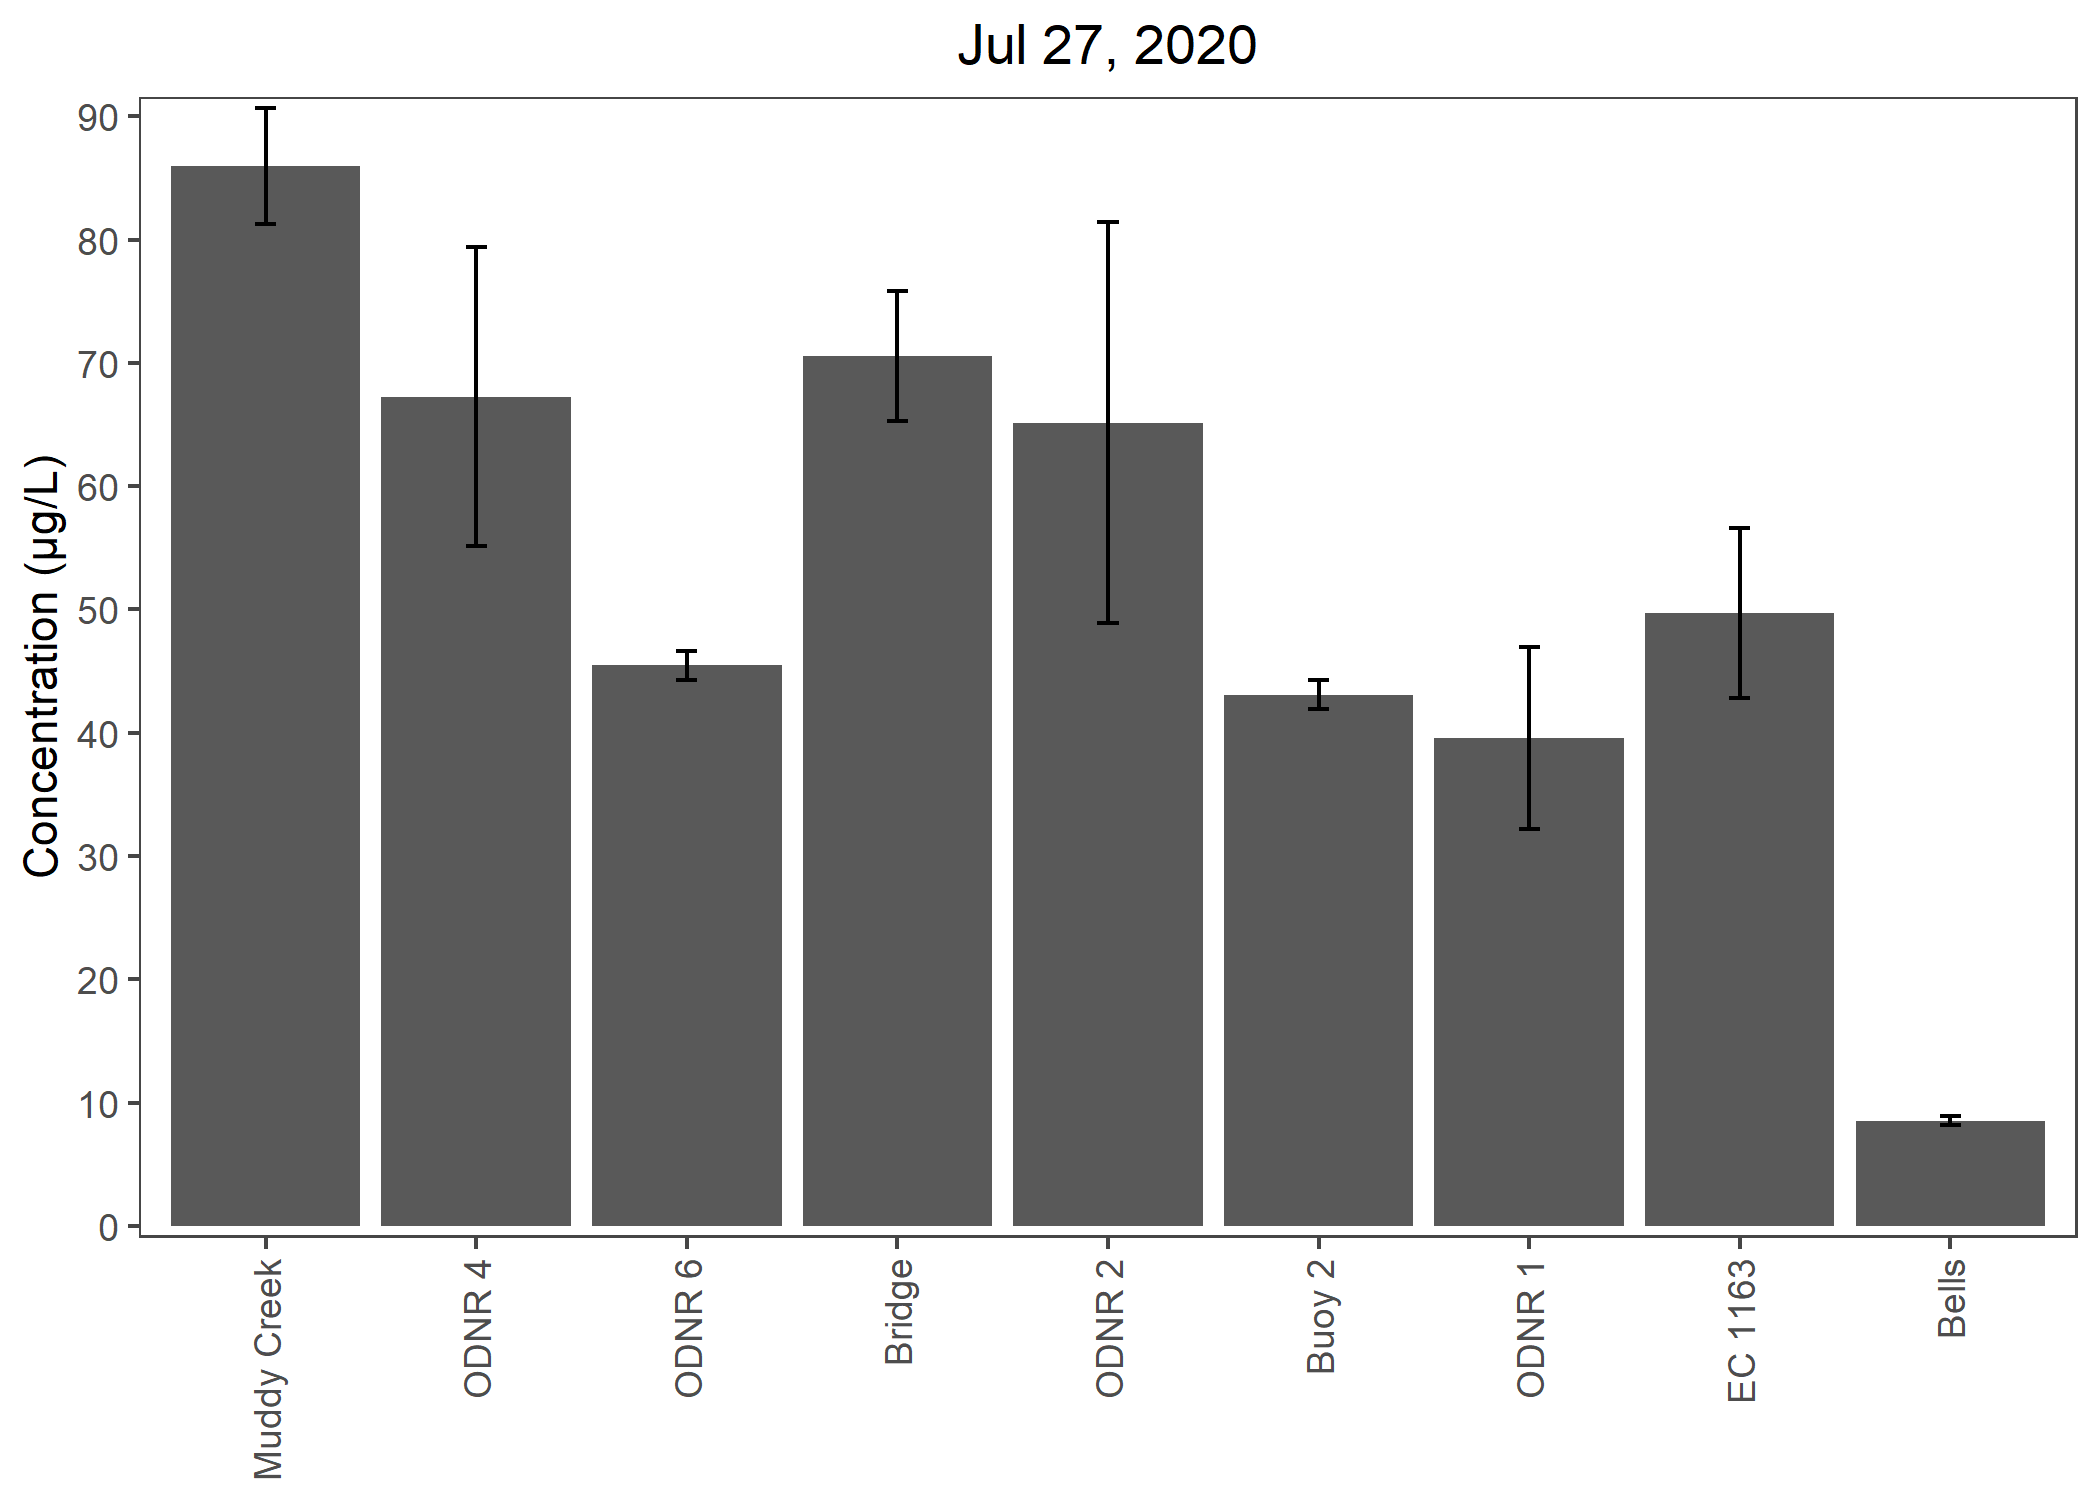 Jul 27, 2020
Concentration (µg/L)
90
80
70
60
50
40
30
20
10
0
Muddy Creek
ODNR 4
ODNR 6
Bridge
ODNR 2
Buoy 2
ODNR 1
EC 1163
Bells